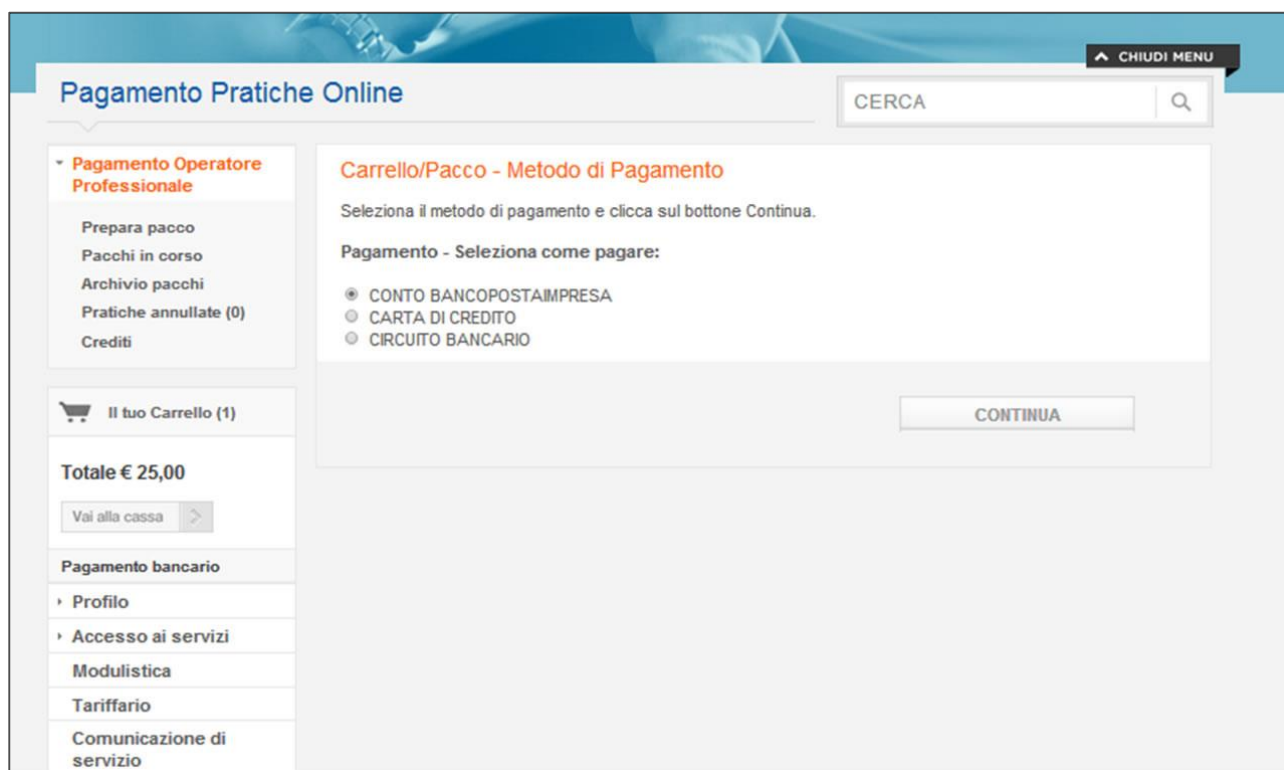 CHIUDI MENU
Pagamento Pratiche Online
CERCA
Pagamento Operatore
Professionale
Prepara pacco
Pacchi in corso
Archivio pacchi
Pratiche annullate (0)
Crediti
Il tuo Carrello (1)
Totale € 25,00
Vai alla cassa
Pagamento bancario
Profilo
Accesso ai servizi
Modulistica
Tariffario
Comunicazione di
servizio
Carrello/Pacco - Metodo di Pagamento
Seleziona il metodo di pagamento e clicca sul bottone Continua.
Pagamento - Seleziona come pagare:
CONTO BANCOPOSTAIMPRESA
CARTA DI CREDITO
CIRCUITO BANCARIO
CONTINUA